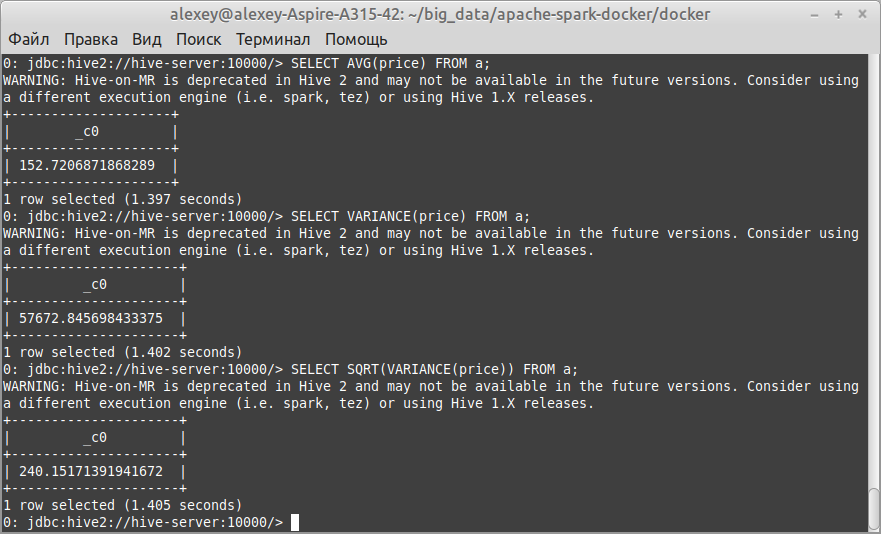 alexey@alexey-Aspire-A315-42: ~/big_data/apache-spark-docker/docker
Файл Правка Вид Поиск Терминал Помощь
0: jdbc:hive2://hive-server:10000/> SELECT AVG(price) FROM a;
WARNING: Hive-on-MR is deprecated in Hive 2 and may not be available in the future versions. Consider using
a different execution engine (i.e. spark, tez) or using Hive 1.X releases.
+--------------------+
|        _c0         |
+--------------------+
| 152.7206871868289  |
+--------------------+
1 row selected (1.397 seconds)
0: jdbc:hive2://hive-server:10000/> SELECT VARIANCE(price) FROM a;
WARNING: Hive-on-MR is deprecated in Hive 2 and may not be available in the future versions. Consider using
a different execution engine (i.e. spark, tez) or using Hive 1.X releases.
+---------------------+
|         _c0         |
+---------------------+
| 57672.845698433375  |
+---------------------+
1 row selected (1.402 seconds)
0: jdbc:hive2://hive-server:10000/> SELECT SQRT(VARIANCE(price)) FROM a;
WARNING: Hive-on-MR is deprecated in Hive 2 and may not be available in the future versions. Consider using
a different execution engine (i.e. spark, tez) or using Hive 1.X releases.
+---------------------+
|         _c0         |
+---------------------+
| 240.15171391941672  |
+---------------------+
1 row selected (1.405 seconds)
0: jdbc:hive2://hive-server:10000/>